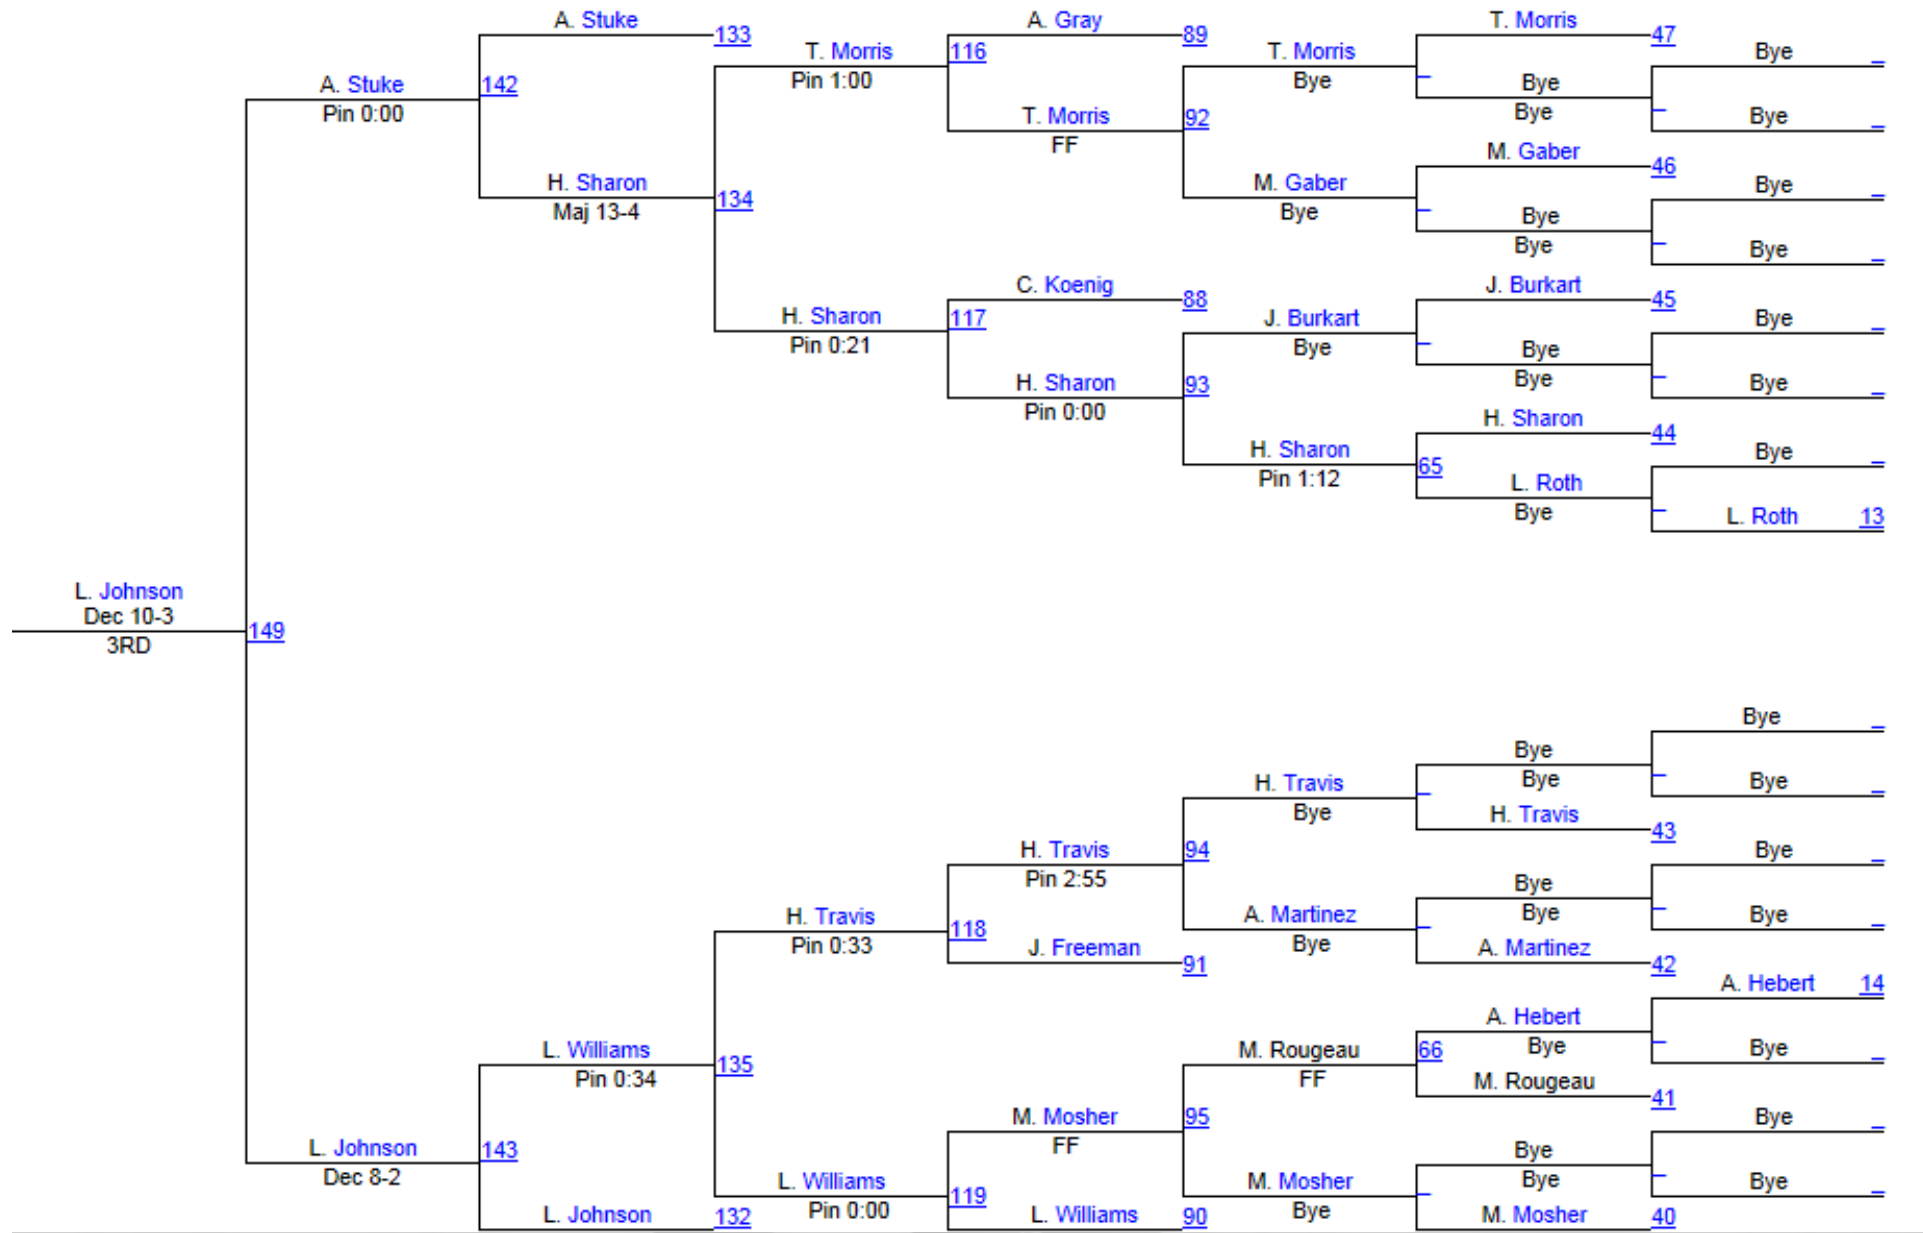 A. Stuke
133
A. Gray
89
T. Morris
47
T. Morris
Pin 1:00
116
T. Morris
Bye
Bye
A. Stuke
Pin 0:00
142
Bye
Bye
T. Morris
FF
92
Bye
M. Gaber
46
H. Sharon
Maj 13-4
134
M. Gaber
Bye
Bye
Bye
Bye
Bye
C. Koenig
88
J. Burkart
45
H. Sharon
Pin 0:21
117
J. Burkart
Bye
Bye
Bye
Bye
H. Sharon
Pin 0:00
93
Bye
H. Sharon
44
H. Sharon
Pin 1:12
65
Bye
L. Roth
Bye
L. Roth
13
L. Johnson
Dec 10-3
3RD
149
Bye
Bye
Bye
H. Travis
Bye
Bye
H. Travis
43
H. Travis
Pin 2:55
94
Bye
Bye
Bye
H. Travis
Pin 0:33
118
A. Martinez
Bye
Bye
J. Freeman
91
A. Martinez
42
A. Hebert
14
A. Hebert
Bye
L. Williams
Pin 0:34
135
M. Rougeau
FF
66
Bye
M. Rougeau
41
M. Mosher
FF
95
Bye
L. Johnson
Dec 8-2
143
Bye
Bye
L. Williams
Pin 0:00
119
M. Mosher
Bye
Bye
L. Johnson
132
L. Williams
90
M. Mosher
40